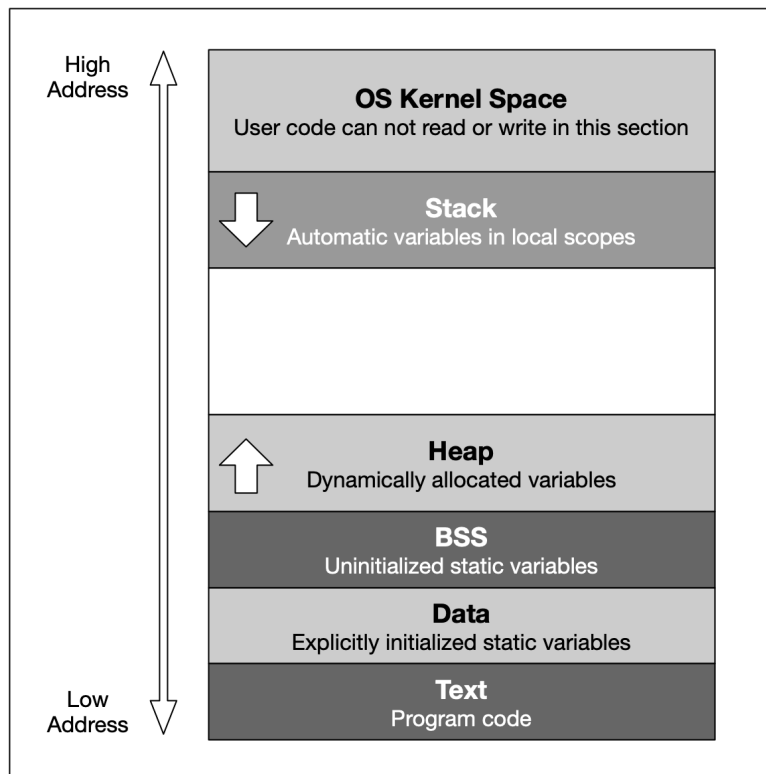 High
Address
OS Kernel Space
User code can not read or write in this section
Stack
Automatic variables in local scopes
Heap
Dynamically allocated variables
BSS
Uninitialized static variables
Data
Explicitly initialized static variables
Low
Address
Text
Program code